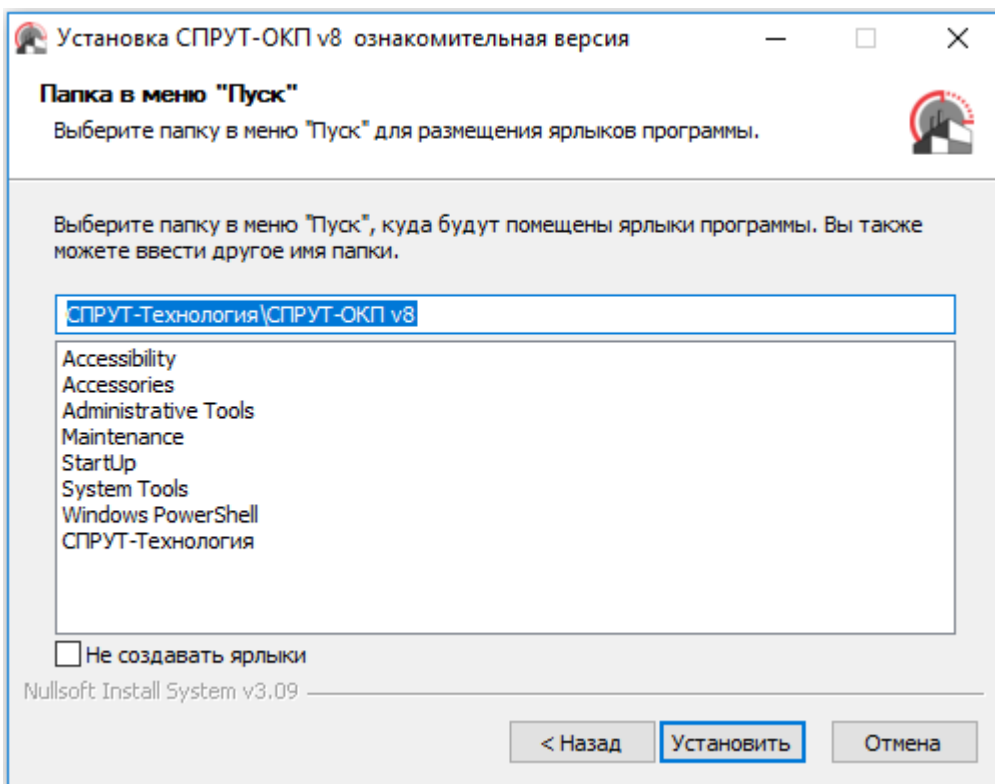 Установка СПРУТ-ОКП v8 ознакомительная версия
Папка в меню "Пуск"
Выберите папку в меню "Пуск" для размещения ярлыков программы.
Выберите папку в меню "Пуск", куда будут помещены ярлыки программы. Вы также
можете ввести другое имя папки.
СПРУТ-Технология\СПРУТ-ОКП v8
Accessibility
Accessories
Administrative Tools
Maintenance
StartUp
System Tools
Windows PowerShell
СПРУТ-Технология
Не создавать ярлыки
Nullsoft Install System v3.09
< Назад
Установить
Отмена